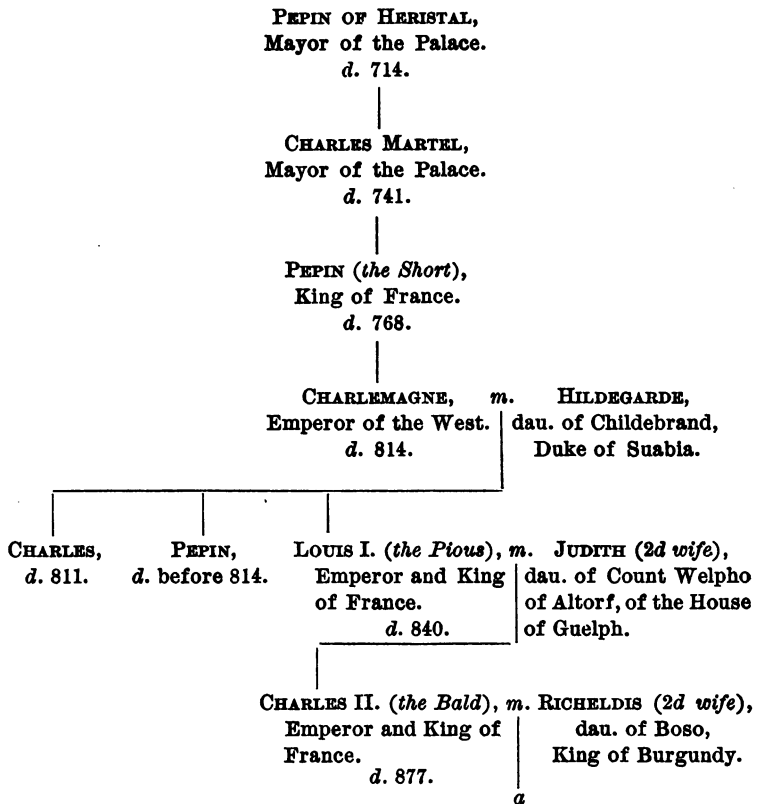 PEPIN OF HERISTAL,
Mayor of the Palace.
d. 714.
CHARLES MARTEL,
Mayor of the Palace.
d. 741.
PEPIN (the Short),
King of France.
d. 768.
CHARLEMAGNE, m. HILDEGARDE,
Emperor of the West. dau. of Childebrand,
d. 814. Duke of Suabia.
CHARLES, PEPIN, LOUIS I. (the Pious), m. JUDITH (2d wife),
d. 811. d. before 814. Emperor and King dau. of Count Welpho
of France. of Altorf, of the House
d. 840. of Guelph.
CHARLES II. (the Bald), m. RICHELDIS (2d wife),
Emperor and King of dau. of Boso,
France. King of Burgundy.
d. 877.
a